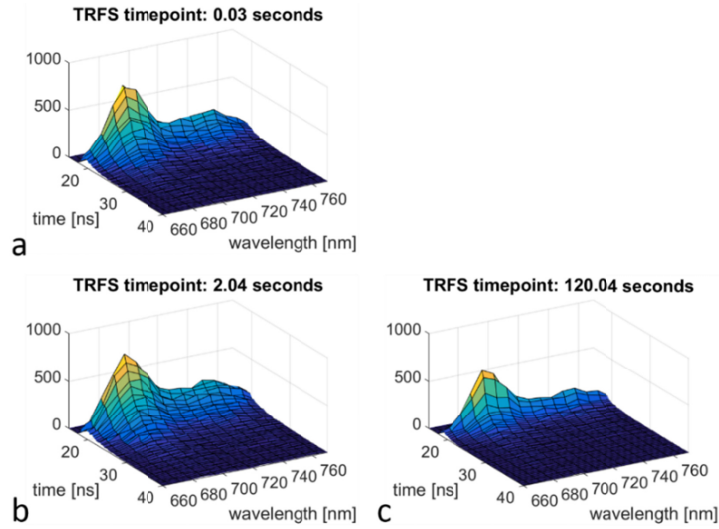 TRFS timepoint: 0.03 seconds
1000
500
0
20
30
40
time [ns]
660 680 700 720 740 760
wavelength [nm]
a
TRFS timepoint: 2.04 seconds
1000
500
0
20
30
40
time [ns]
660 680 700 720 740 760
wavelength [nm]
b
TRFS timepoint: 120.04 seconds
1000
500
0
20
30
40
time [ns]
660 680 700 720 740 760
wavelength [nm]
c